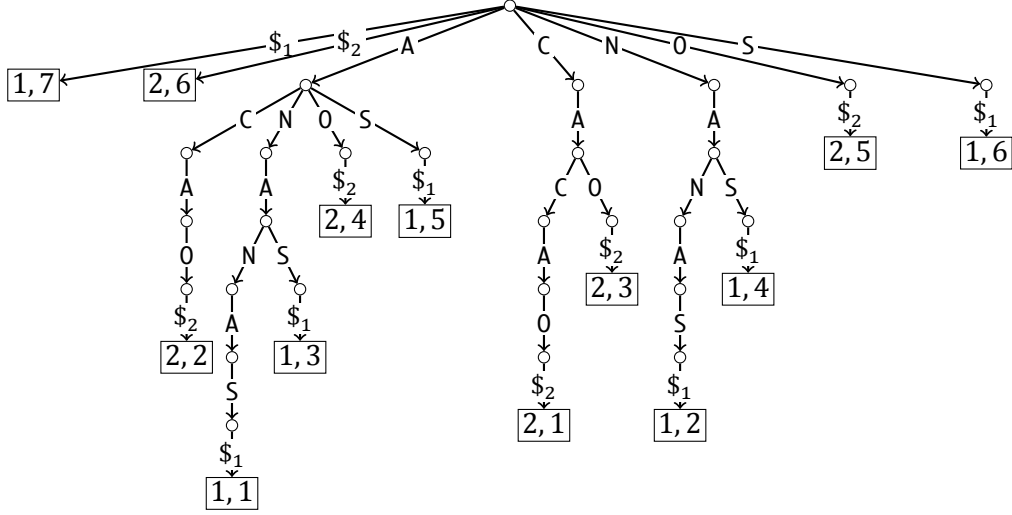 $₁ $₂ A C N O S
1, 7 2, 6
C N O S A A $₂ $₁
2, 5 1, 6
A A $₂ $₁ C O N S
2, 4 1, 5
O N S A $₂ A $₁
2, 3 1, 4
$₂ A $₁ O S
2, 2 1, 3
S $₂ $₁
2, 1 1, 2
$₁
1, 1